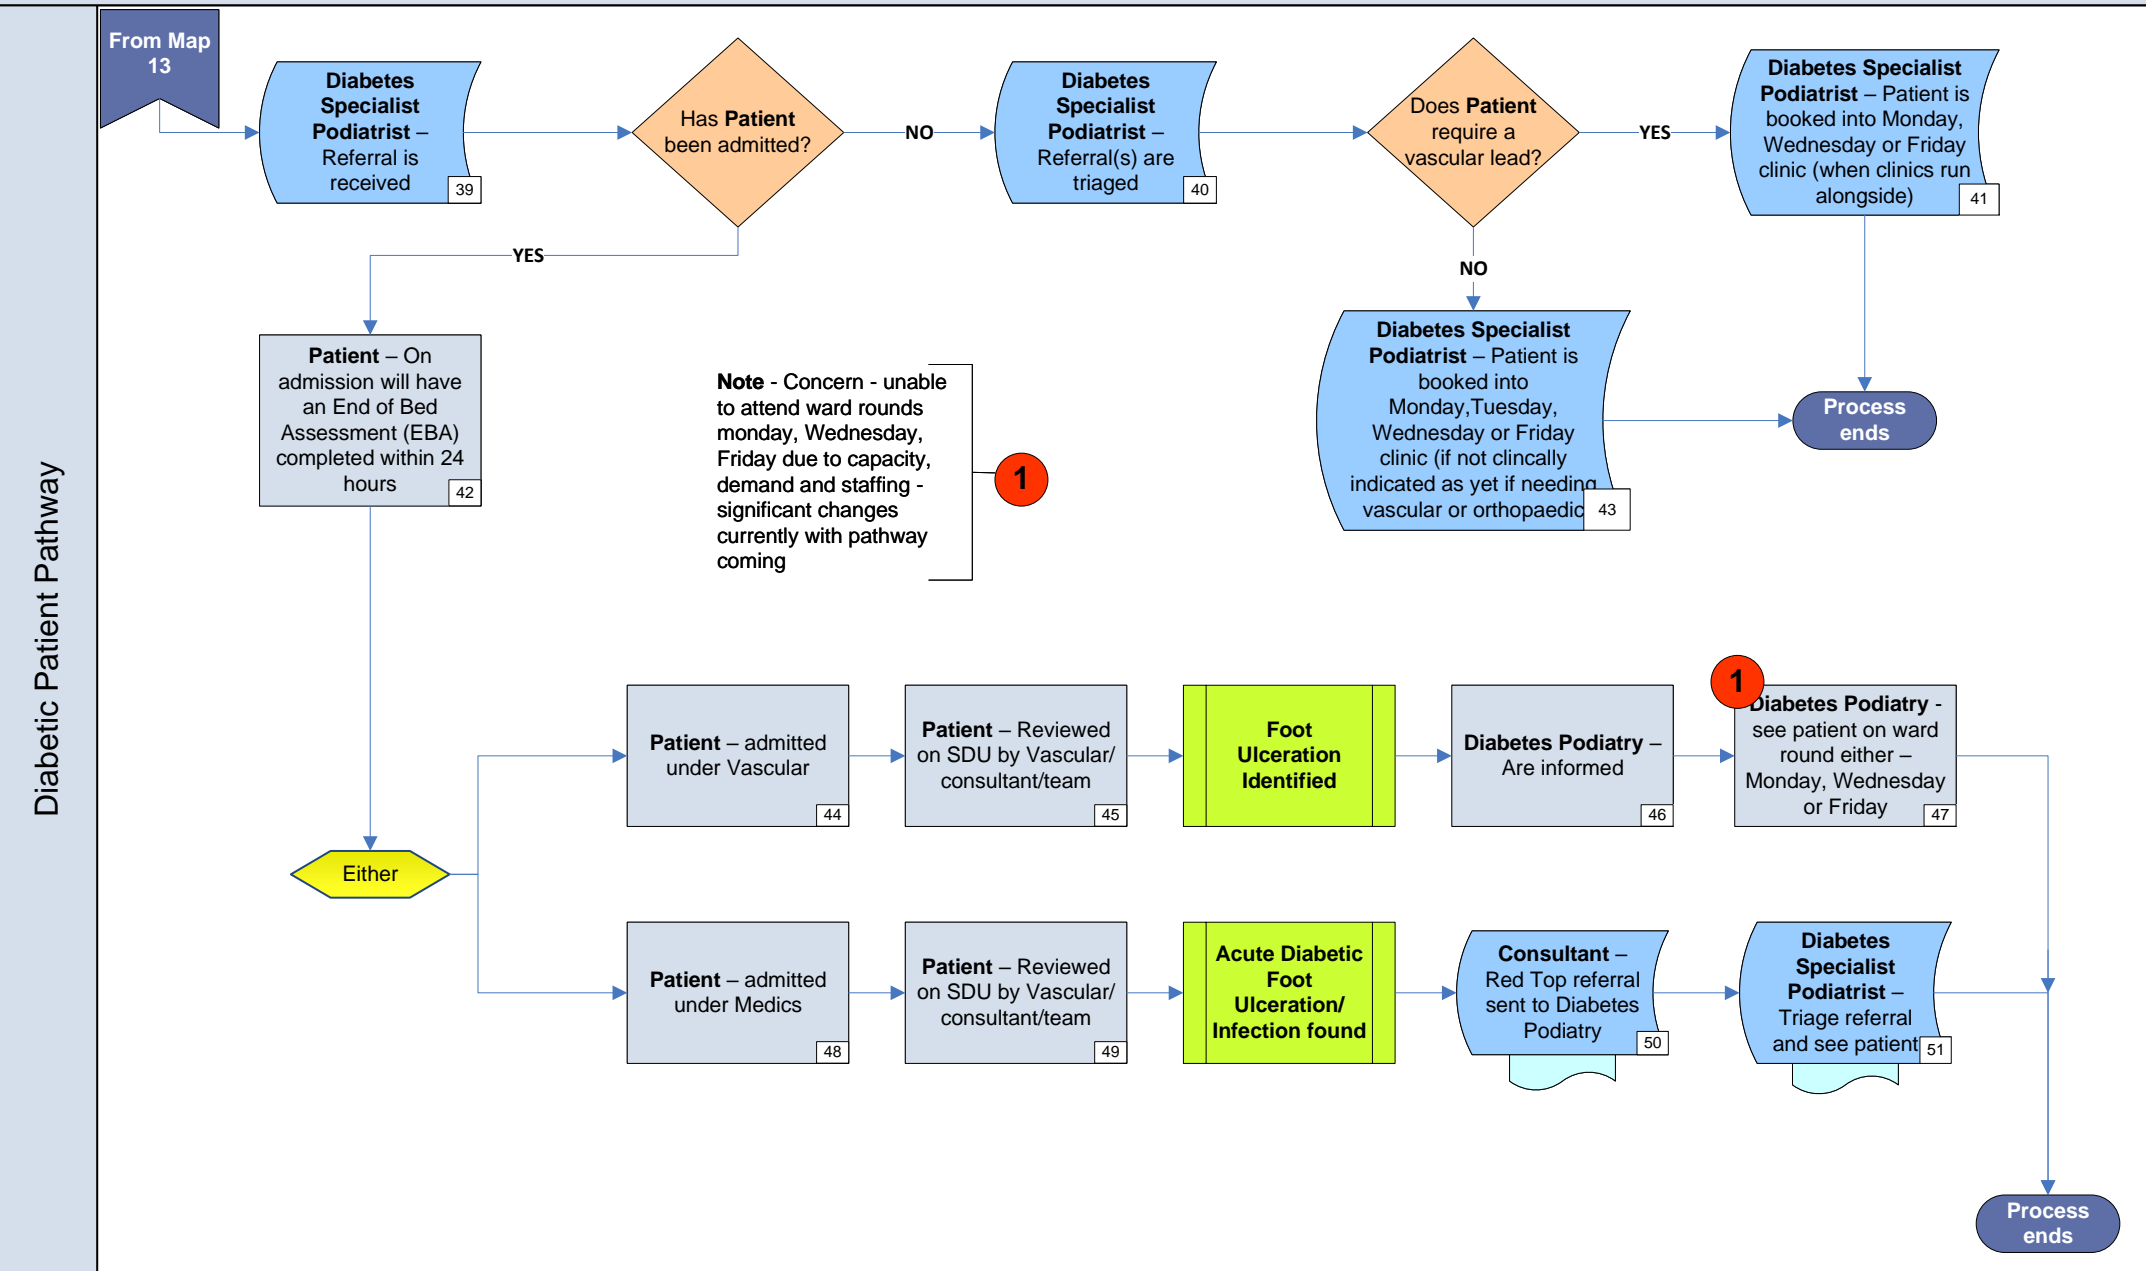 From Map
13
Diabetes
Specialist
Podiatrist –
Referral is
received
39
Has Patient
been admitted?
NO
Diabetes
Specialist
Podiatrist –
Referral(s) are
triaged
40
Does Patient
require a
vascular lead?
YES
Diabetes Specialist
Podiatrist – Patient is
booked into Monday,
Wednesday or Friday
clinic (when clinics run
alongside)
41
YES
NO
Patient – On
admission will have
an End of Bed
Assessment (EBA)
completed within 24
hours
42
Note - Concern - unable
to attend ward rounds
monday, Wednesday,
Friday due to capacity,
demand and staffing -
significant changes
currently with pathway
coming
1
Diabetes Specialist
Podiatrist – Patient is
booked into
Monday,Tuesday,
Wednesday or Friday
clinic (if not clincally
indicated as yet if needing
vascular or orthopaedic
43
Process
ends
Diabetic Patient Pathway
Either
Patient – admitted
under Vascular
44
Patient – Reviewed
on SDU by Vascular/
consultant/team
45
Foot
Ulceration
Identified
Diabetes Podiatry –
Are informed
46
1
Diabetes Podiatry -
see patient on ward
round either –
Monday, Wednesday
or Friday
47
Patient – admitted
under Medics
48
Patient – Reviewed
on SDU by Vascular/
consultant/team
49
Acute Diabetic
Foot
Ulceration/
Infection found
Consultant –
Red Top referral
sent to Diabetes
Podiatry
50
Diabetes
Specialist
Podiatrist –
Triage referral
and see patient
51
Process
ends